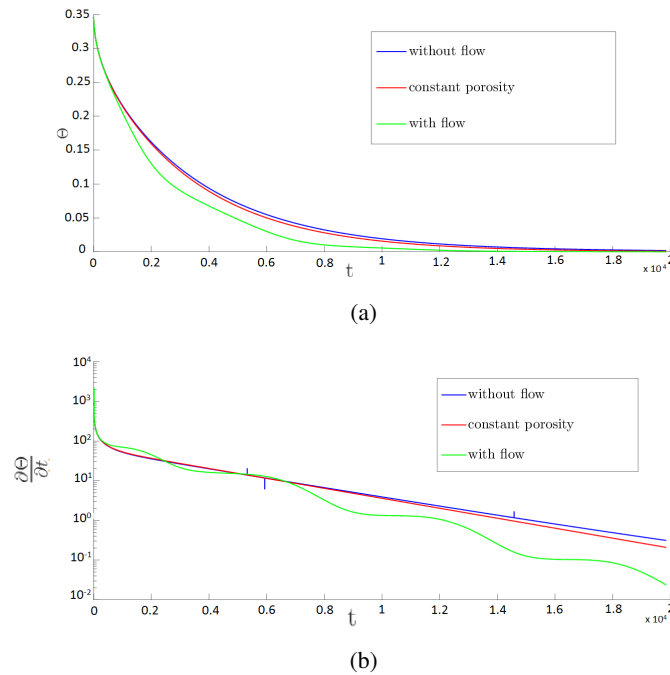 0.35
0.3
0.25
0.2
0.15
0.1
0.05
0
Θ
0 0.2 0.4 0.6 0.8 1 1.2 1.4 1.6 1.8 2
t
x 10⁴
without flow
constant porosity
with flow
(a)
10⁴
10³
10²
10¹
10⁰
10⁻¹
10⁻²
∂Θ
∂t
0 0.2 0.4 0.6 0.8 1 1.2 1.4 1.6 1.8 2
t
x 10⁴
without flow
constant porosity
with flow
(b)